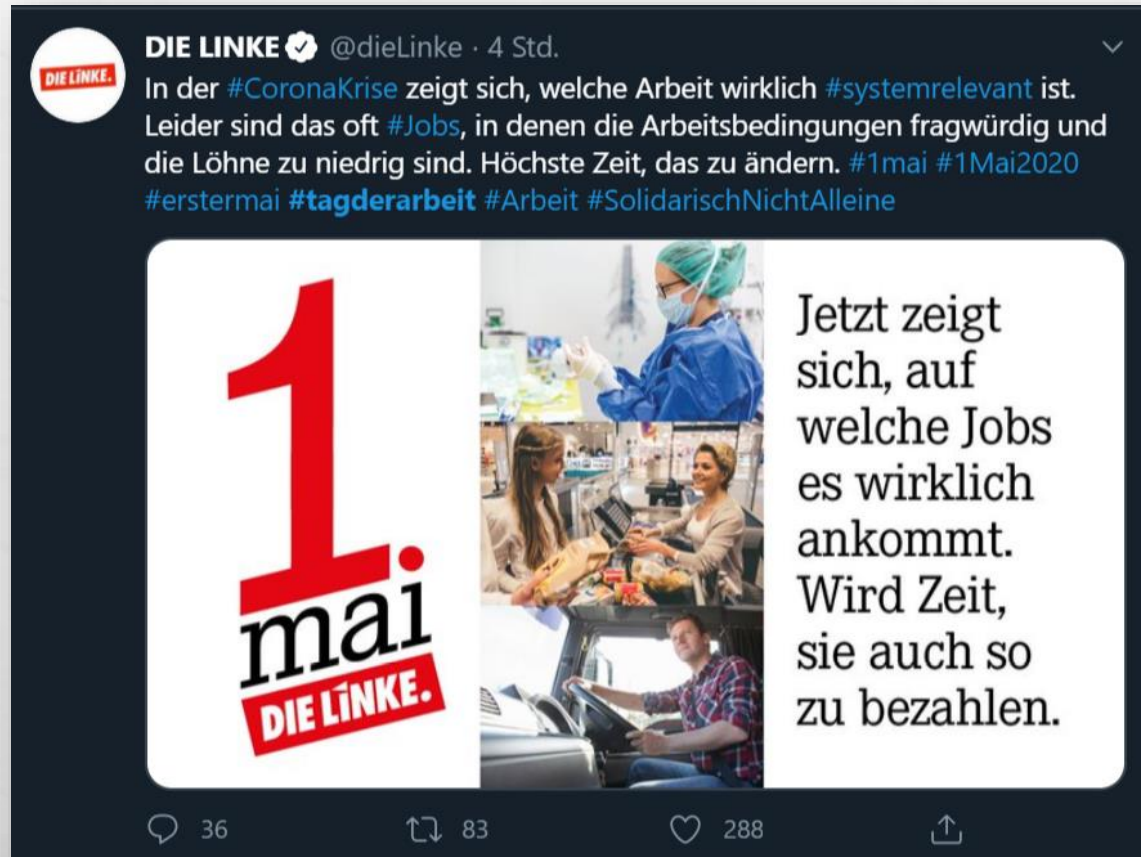 DIE LINKE @dieLinke · 4 Std.
In der #CoronaKrise zeigt sich, welche Arbeit wirklich #systemrelevant ist.
Leider sind das oft #Jobs, in denen die Arbeitsbedingungen fragwürdig und
die Löhne zu niedrig sind. Höchste Zeit, das zu ändern. #1mai #1Mai2020
#erstermai #tagderarbeit #Arbeit #SolidarischNichtAlleine
DIE LINKE.
1.
mai
DIE LINKE.
Jetzt zeigt
sich, auf
welche Jobs
es wirklich
ankommt.
Wird Zeit,
sie auch so
zu bezahlen.
36 83 288